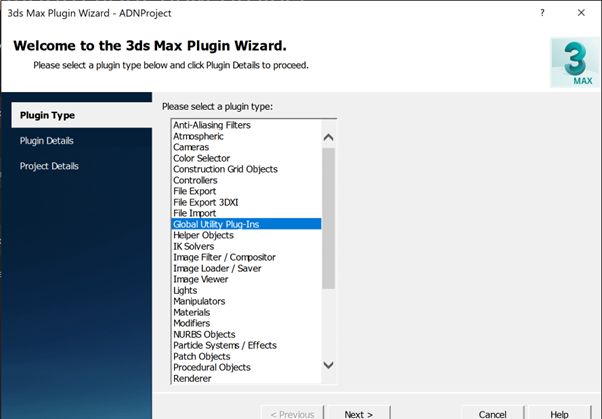 3ds Max Plugin Wizard - ADNProject
?
Welcome to the 3ds Max Plugin Wizard.
Please select a plugin type below and click Plugin Details to proceed.
3
MAX
Plugin Type
Plugin Details
Project Details
Please select a plugin type:
Anti-Aliasing Filters
Atmospheric
Cameras
Color Selector
Construction Grid Objects
Controllers
File Export
File Export 3DXI
File Import
Global Utility Plug-Ins
Helper Objects
IK Solvers
Image Filter / Compositor
Image Loader / Saver
Image Viewer
Lights
Manipulators
Materials
Modifiers
NURBS Objects
Particle Systems / Effects
Patch Objects
Procedural Objects
Renderer
< Previous
Next >
Cancel
Help